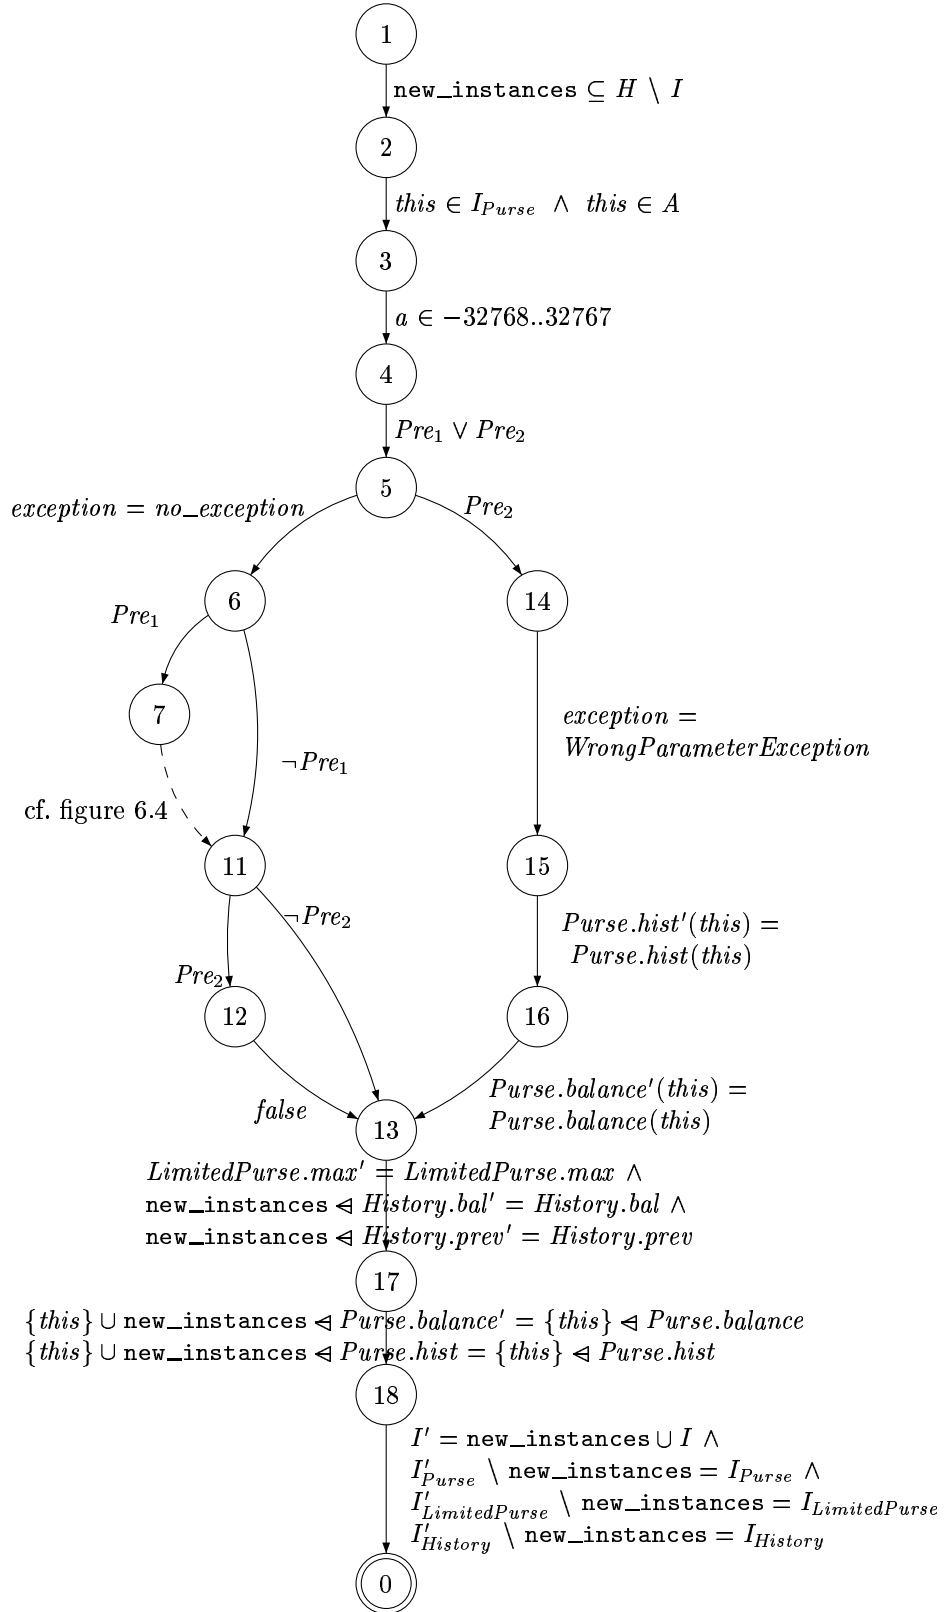 1
new_instances ⊆ H \ I
2
this ∈ I_Purse ∧ this ∈ A
3
a ∈ −32768..32767
4
Pre₁ ∨ Pre₂
5
exception = no_exception
Pre₂
6
14
Pre₁
7
exception =
WrongParameterException
¬Pre₁
cf. figure 6.4
11
15
¬Pre₂
Purse.hist′(this) =
Purse.hist(this)
Pre₂
12
16
false
Purse.balance′(this) =
Purse.balance(this)
13
LimitedPurse.max′ = LimitedPurse.max ∧
new_instances ⩤ History.bal′ = History.bal ∧
new_instances ⩤ History.prev′ = History.prev
17
{this} ∪ new_instances ⩤ Purse.balance′ = {this} ⩤ Purse.balance
{this} ∪ new_instances ⩤ Purse.hist = {this} ⩤ Purse.hist
18
I′ = new_instances ∪ I ∧
I′_Purse \ new_instances = I_Purse ∧
I′_LimitedPurse \ new_instances = I_LimitedPurse
I′_History \ new_instances = I_History
0